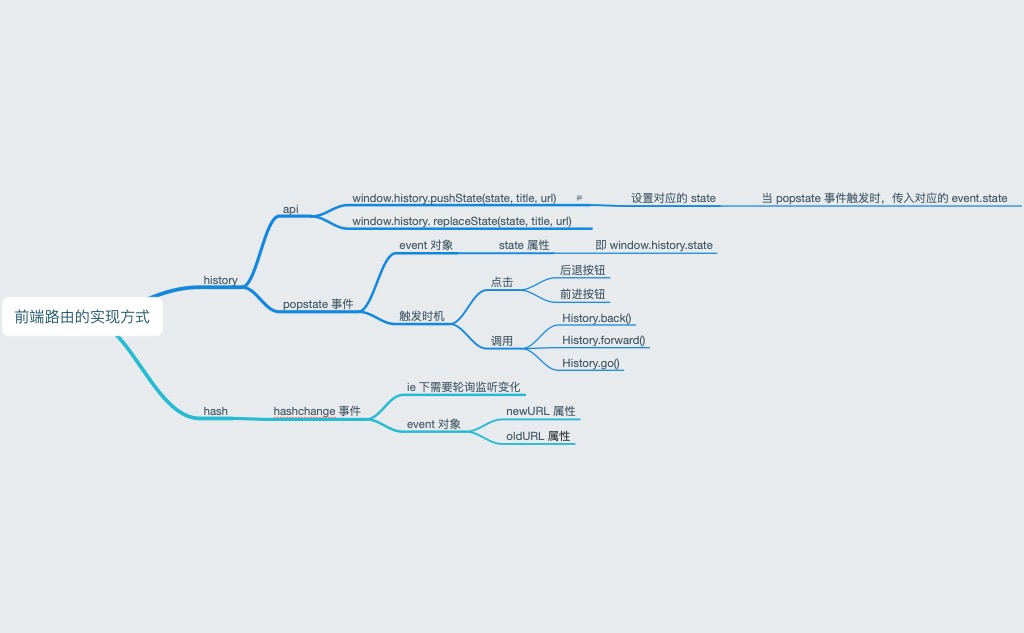 前端路由的实现方式
history
api
window.history.pushState(state, title, url)
设置对应的 state
当 popstate 事件触发时，传入对应的 event.state
window.history. replaceState(state, title, url)
popstate 事件
event 对象
state 属性
即 window.history.state
触发时机
点击
后退按钮
前进按钮
调用
History.back()
History.forward()
History.go()
hash
hashchange 事件
ie 下需要轮询监听变化
event 对象
newURL 属性
oldURL 属性